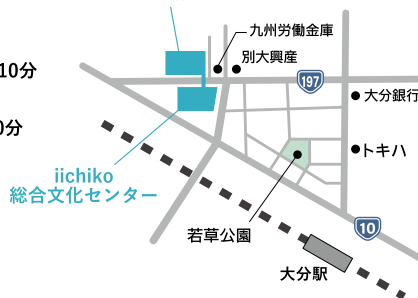 九州労働金庫
別大興産
10分
197
大分銀行
0分
トキハ
iichiko
総合文化センター
10
若草公園
大分駅